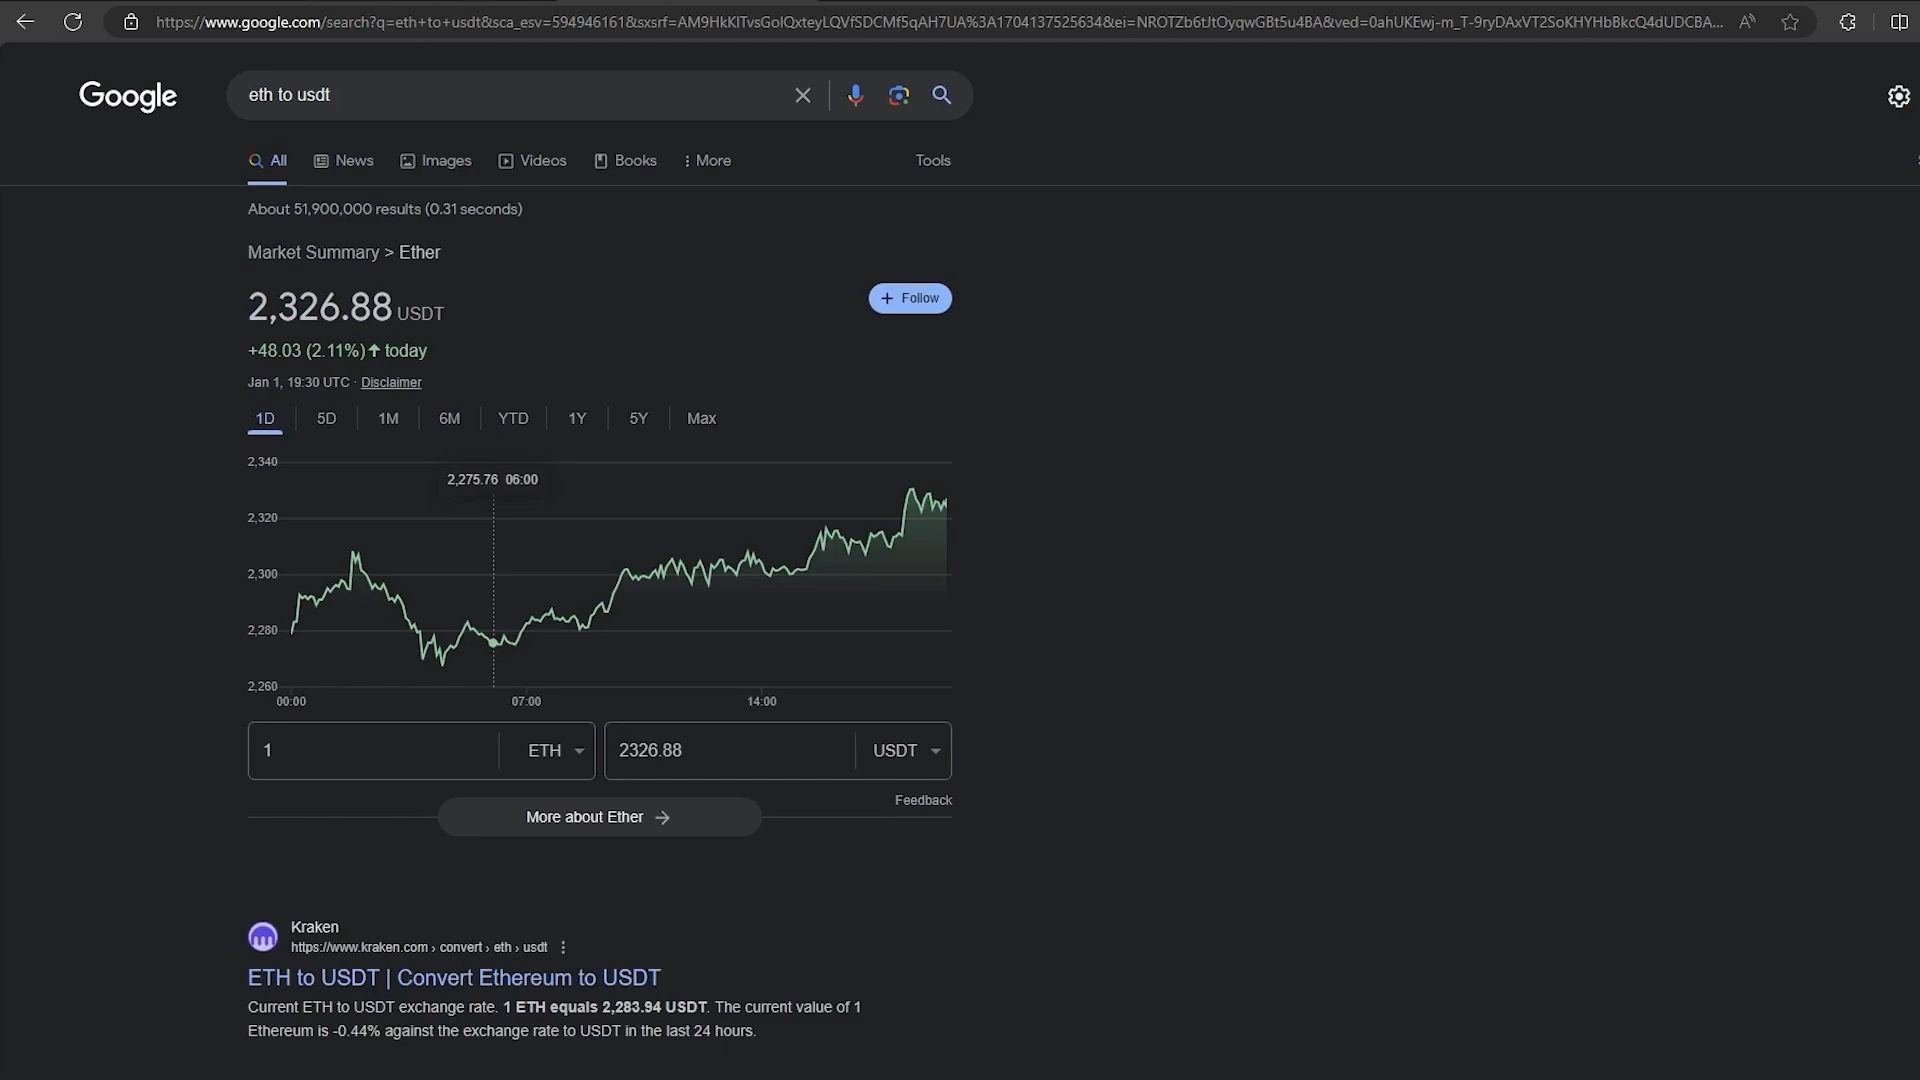 https://www.google.com/search?q=eth+to+usdt&sca_esv=594946161&sxsrf=AM9HkKlTvsGolQxteyLQVfSDCMf5qAH7UA%3A1704137525634&ei=NROTZb6tJtOyqwGBt5u4BA&ved=0ahUKEwj-m_T-9ryDAxVT2SoKHYHbBkcQ4dUDCBA...
Google
eth to usdt
All
News
Images
Videos
Books
More
Tools
About 51,900,000 results (0.31 seconds)
Market Summary > Ether
2,326.88 USDT
+ Follow
+48.03 (2.11%) ↑ today
Jan 1, 19:30 UTC · Disclaimer
1D 5D 1M 6M YTD 1Y 5Y Max
2,340
2,275.76 06:00
2,320
2,300
2,280
2,260
00:00 07:00 14:00
1 ETH 2326.88 USDT
Feedback
More about Ether →
Kraken
https://www.kraken.com › convert › eth › usdt
ETH to USDT | Convert Ethereum to USDT
Current ETH to USDT exchange rate. 1 ETH equals 2,283.94 USDT. The current value of 1
Ethereum is -0.44% against the exchange rate to USDT in the last 24 hours.